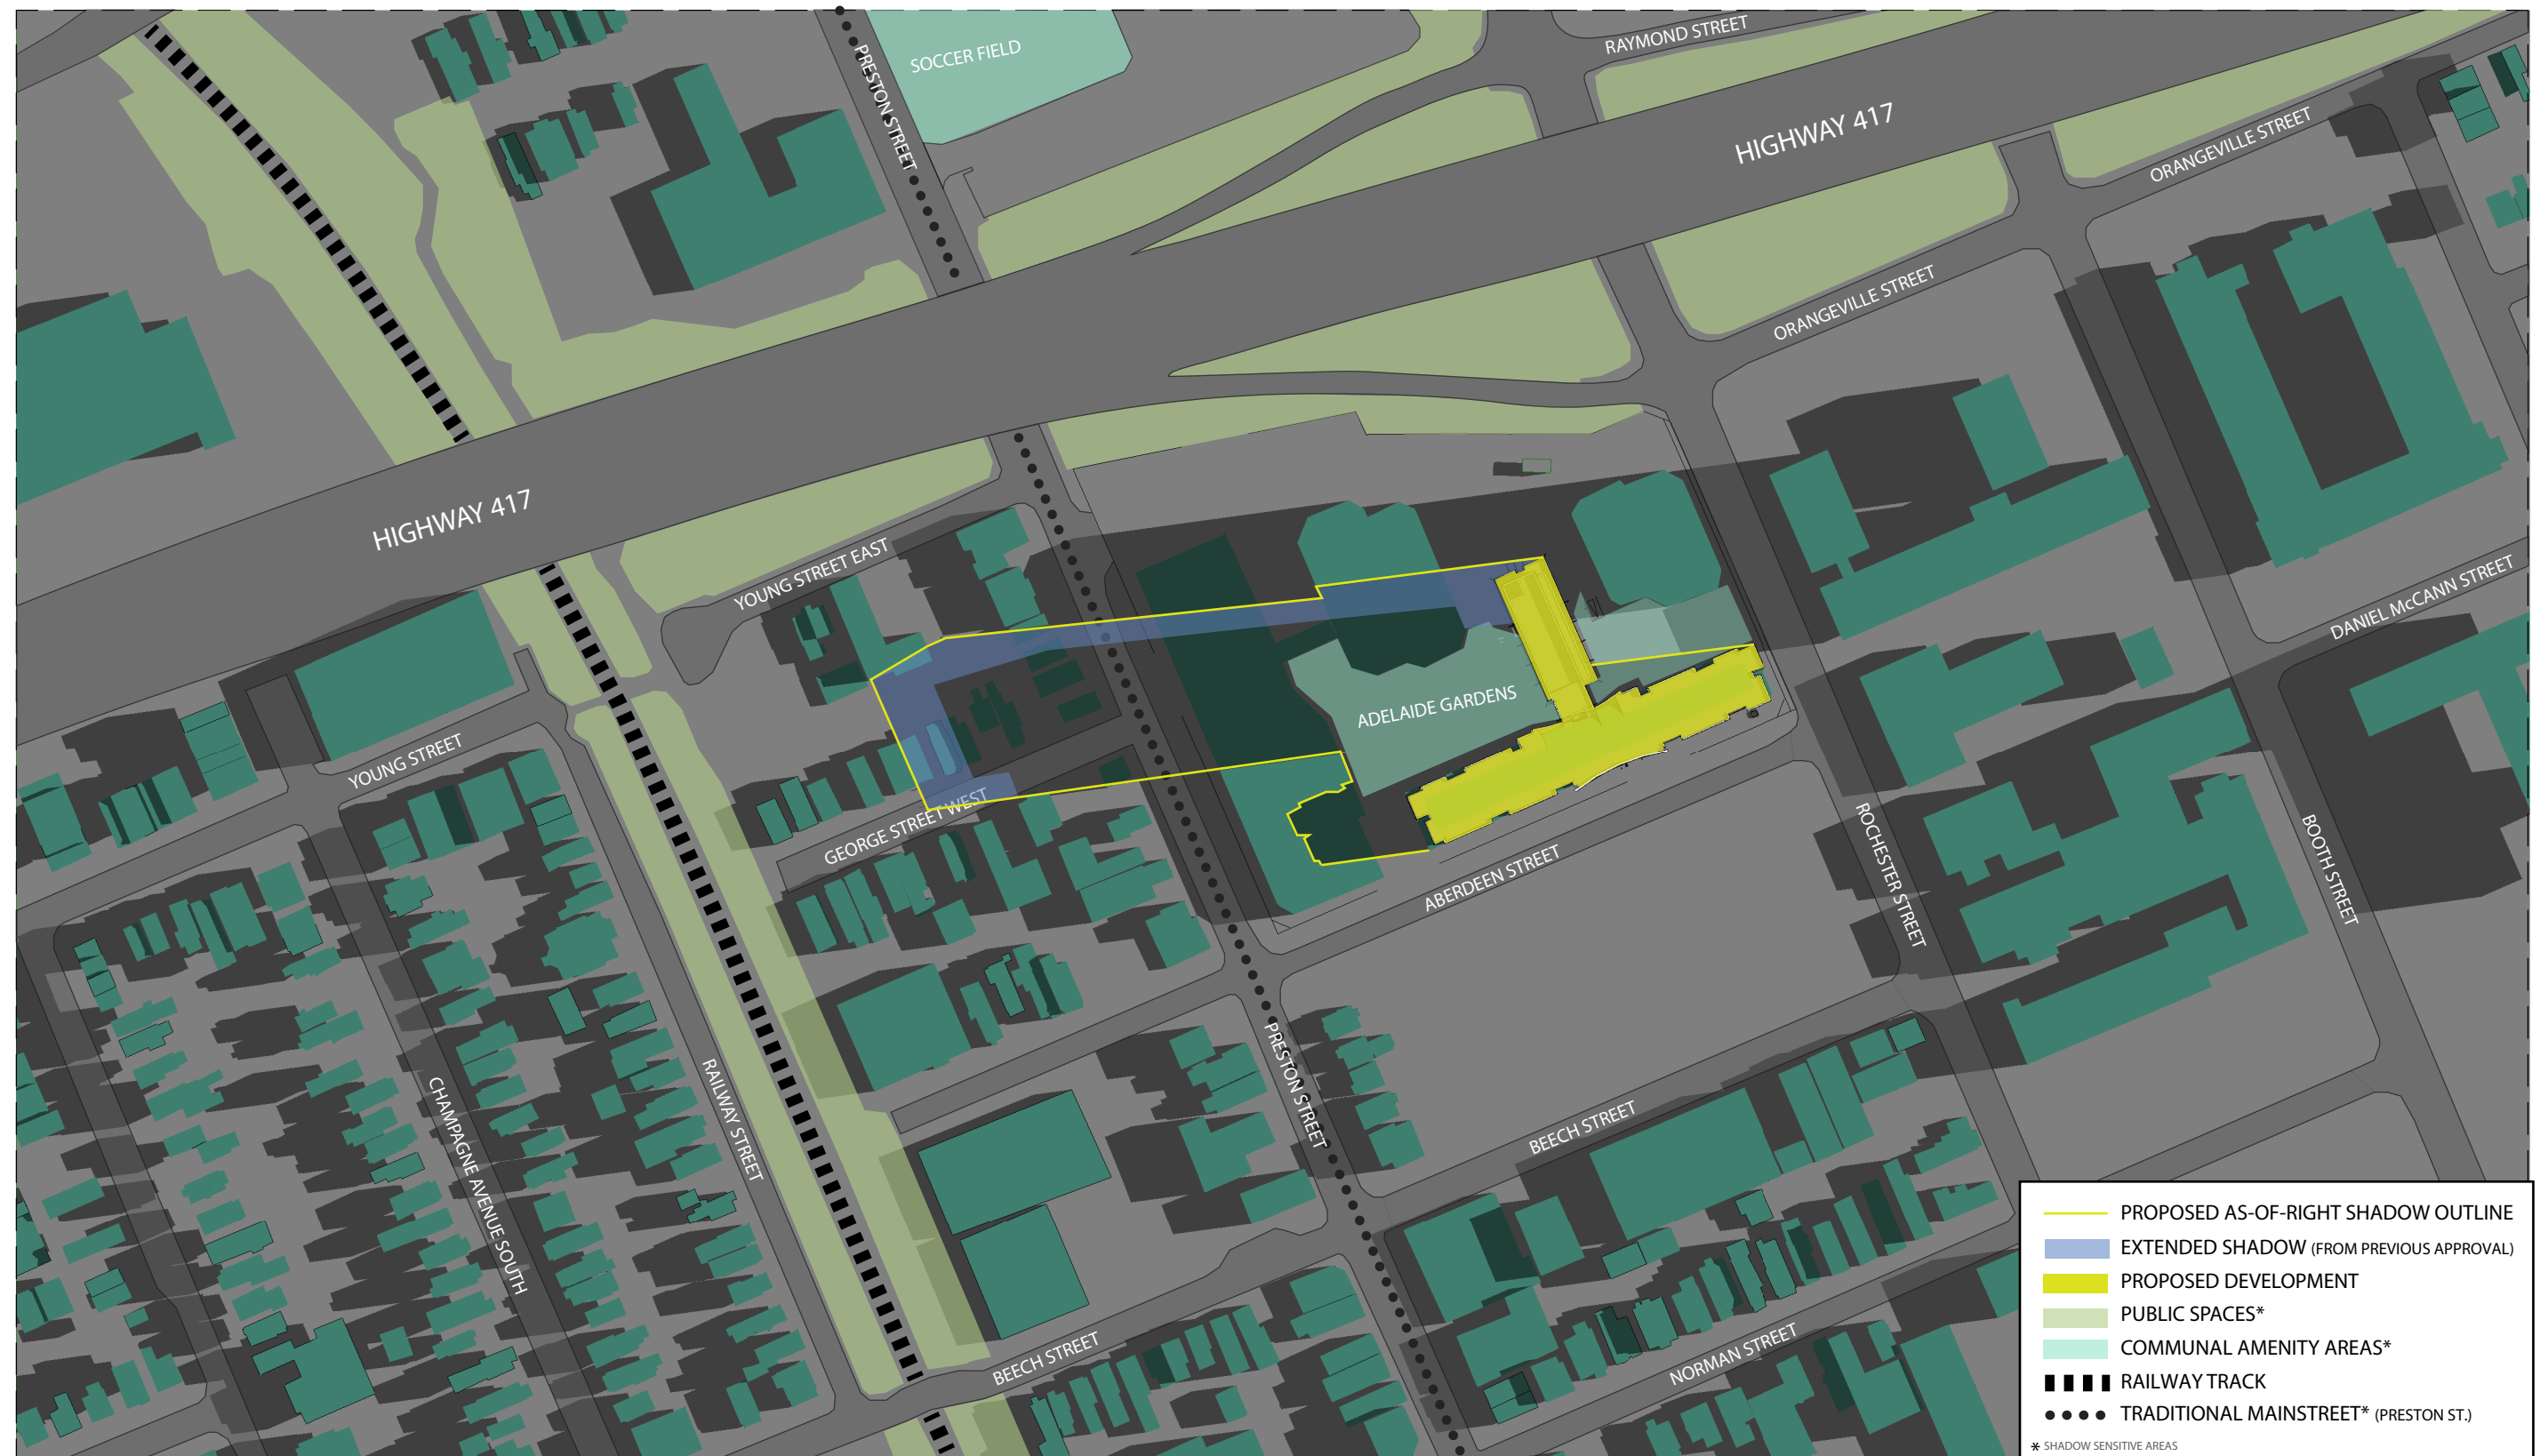 SOCCER FIELD
RAYMOND STREET
PRESTON STREET
HIGHWAY 417
ORANGEVILLE STREET
ORANGEVILLE STREET
HIGHWAY 417
YOUNG STREET EAST
DANIEL McCANN STREET
ADELAIDE GARDENS
YOUNG STREET
GEORGE STREET WEST
ABERDEEN STREET
ROCHESTER STREET
BOOTH STREET
PRESTON STREET
RAILWAY STREET
CHAMPAGNE AVENUE SOUTH
BEECH STREET
BEECH STREET
NORMAN STREET
PROPOSED AS-OF-RIGHT SHADOW OUTLINE
EXTENDED SHADOW (FROM PREVIOUS APPROVAL)
PROPOSED DEVELOPMENT
PUBLIC SPACES*
COMMUNAL AMENITY AREAS*
RAILWAY TRACK
TRADITIONAL MAINSTREET* (PRESTON ST.)
* SHADOW SENSITIVE AREAS